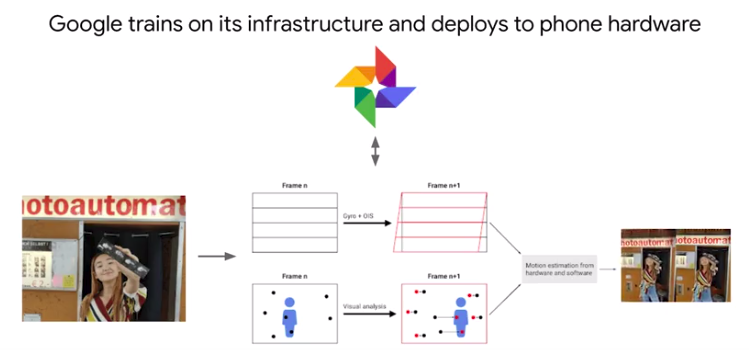 Google trains on its infrastructure and deploys to phone hardware
Frame n
Frame n+1
Gyro + OIS
otoautomat
Frame n
Frame n+1
Visual analysis
Motion estimation from
hardware and software
hotoautomat
otoautomat